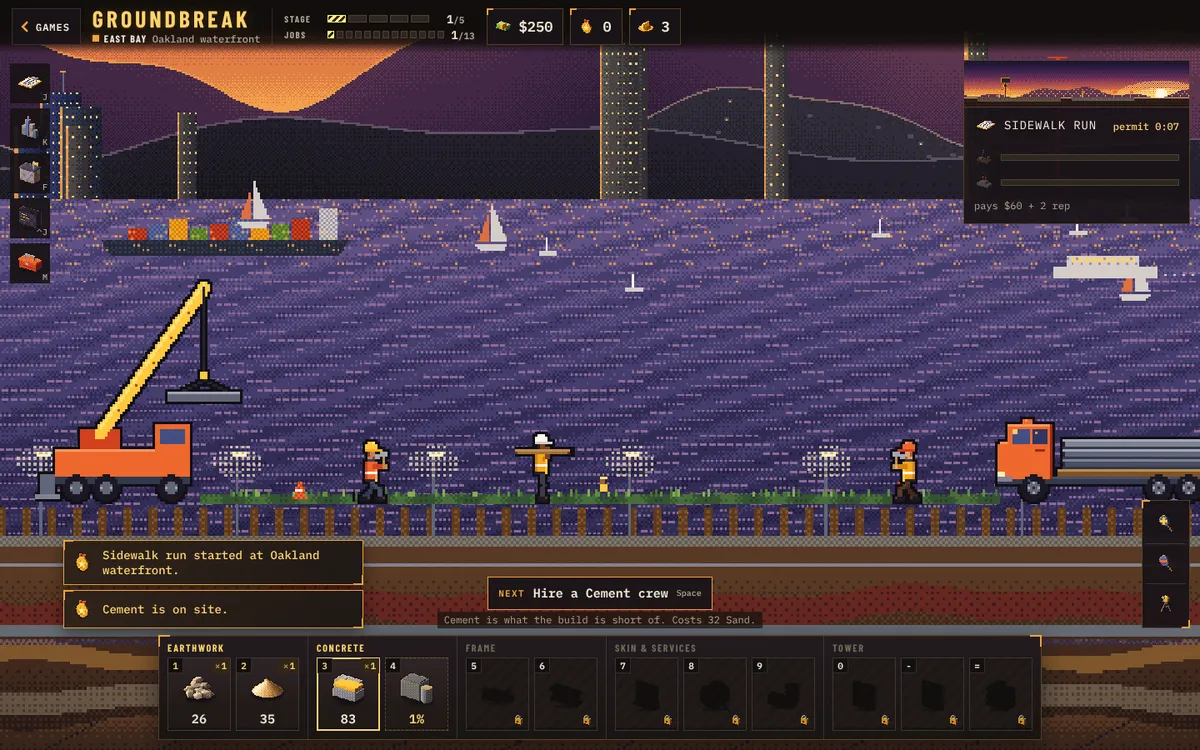 GAMES
GROUNDBREAK
EAST BAY Oakland waterfront
STAGE 1/5
JOBS 1/13
$250
0
3
J
K
F
^J
M
SIDEWALK RUN permit 0:07
pays $60 + 2 rep
Sidewalk run started at Oakland
waterfront.
Cement is on site.
NEXT Hire a Cement crew Space
Cement is what the build is short of. Costs 32 Sand.
EARTHWORK CONCRETE FRAME SKIN & SERVICES TOWER
1 ×1 2 ×1 3 ×1 4 5 6 7 8 9 0 - =
26 35 83 1%